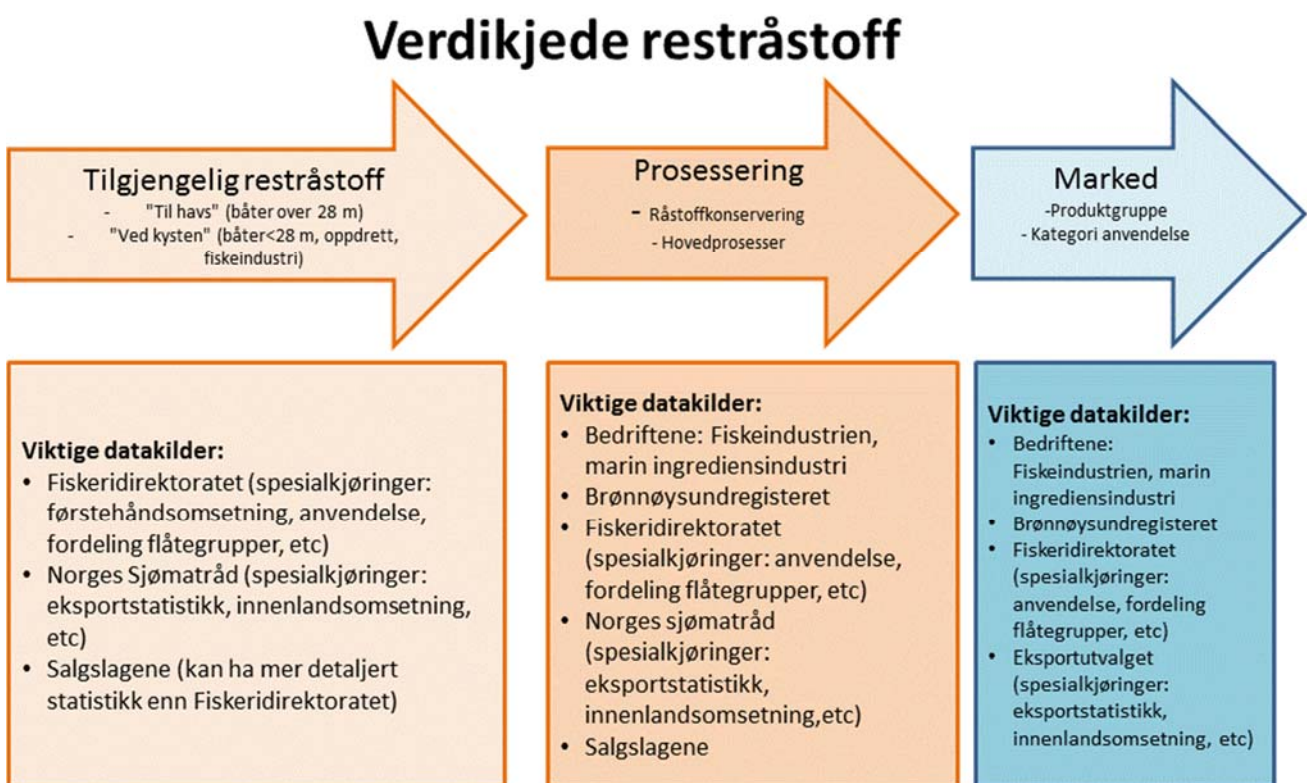 Verdikjede restråstoff
Tilgjengelig restråstoff
- "Til havs" (båter over 28 m)
- "Ved kysten" (båter<28 m, oppdrett,
fiskeindustri)
Prosessering
- Råstoffkonservering
- Hovedprosesser
Marked
-Produktgruppe
- Kategori anvendelse
Viktige datakilder:
• Fiskeridirektoratet (spesialkjøringer:
førstehåndsomsetning, anvendelse,
fordeling flåtegrupper, etc)
• Norges Sjømatråd (spesialkjøringer:
eksportstatistikk, innenlandsomsetning,
etc)
• Salgslagene (kan ha mer detaljert
statistikk enn Fiskeridirektoratet)
Viktige datakilder:
• Bedriftene: Fiskeindustrien,
marin ingrediensindustri
• Brønnøysundregisteret
• Fiskeridirektoratet
(spesialkjøringer: anvendelse,
fordeling flåtegrupper, etc)
• Norges sjømatråd
(spesialkjøringer:
eksportstatistikk,
innenlandsomsetning,etc)
• Salgslagene
Viktige datakilder:
• Bedriftene:
Fiskeindustrien, marin
ingrediensindustri
• Brønnøysundregisteret
• Fiskeridirektoratet
(spesialkjøringer:
anvendelse, fordeling
flåtegrupper, etc)
• Eksportutvalget
(spesialkjøringer:
eksportstatistikk,
innenlandsomsetning, etc)